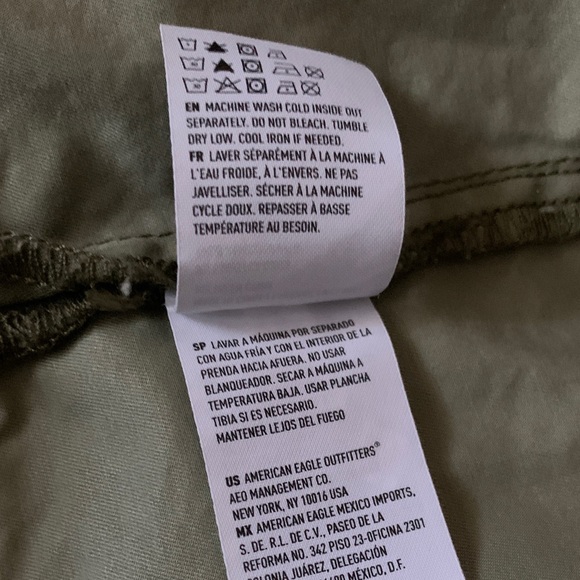 EN MACHINE WASH COLD INSIDE OUT
SEPARATELY. DO NOT BLEACH. TUMBLE
DRY LOW. COOL IRON IF NEEDED.
FR LAVER SÉPARÉMENT À LA MACHINE À
L'EAU FROIDE, À L'ENVERS. NE PAS
JAVELLISER. SÉCHER À LA MACHINE
CYCLE DOUX. REPASSER À BASSE
TEMPÉRATURE AU BESOIN.
SP LAVAR A MÁQUINA POR SEPARADO
CON AGUA FRÍA Y CON EL INTERIOR DE LA
PRENDA HACIA AFUERA. NO USAR
BLANQUEADOR. SECAR A MÁQUINA A
TEMPERATURA BAJA. USAR PLANCHA
TIBIA SI ES NECESARIO.
MANTENER LEJOS DEL FUEGO
US AMERICAN EAGLE OUTFITTERS®
AEO MANAGEMENT CO.
NEW YORK, NY 10016 USA
MX AMERICAN EAGLE MEXICO IMPORTS,
S. DE. R.L. DE C.V., PASEO DE LA
REFORMA NO. 342 PISO 23-OFICINA 2301
COLONIA JUÁREZ, DELEGACIÓN
MÉXICO, D.F.